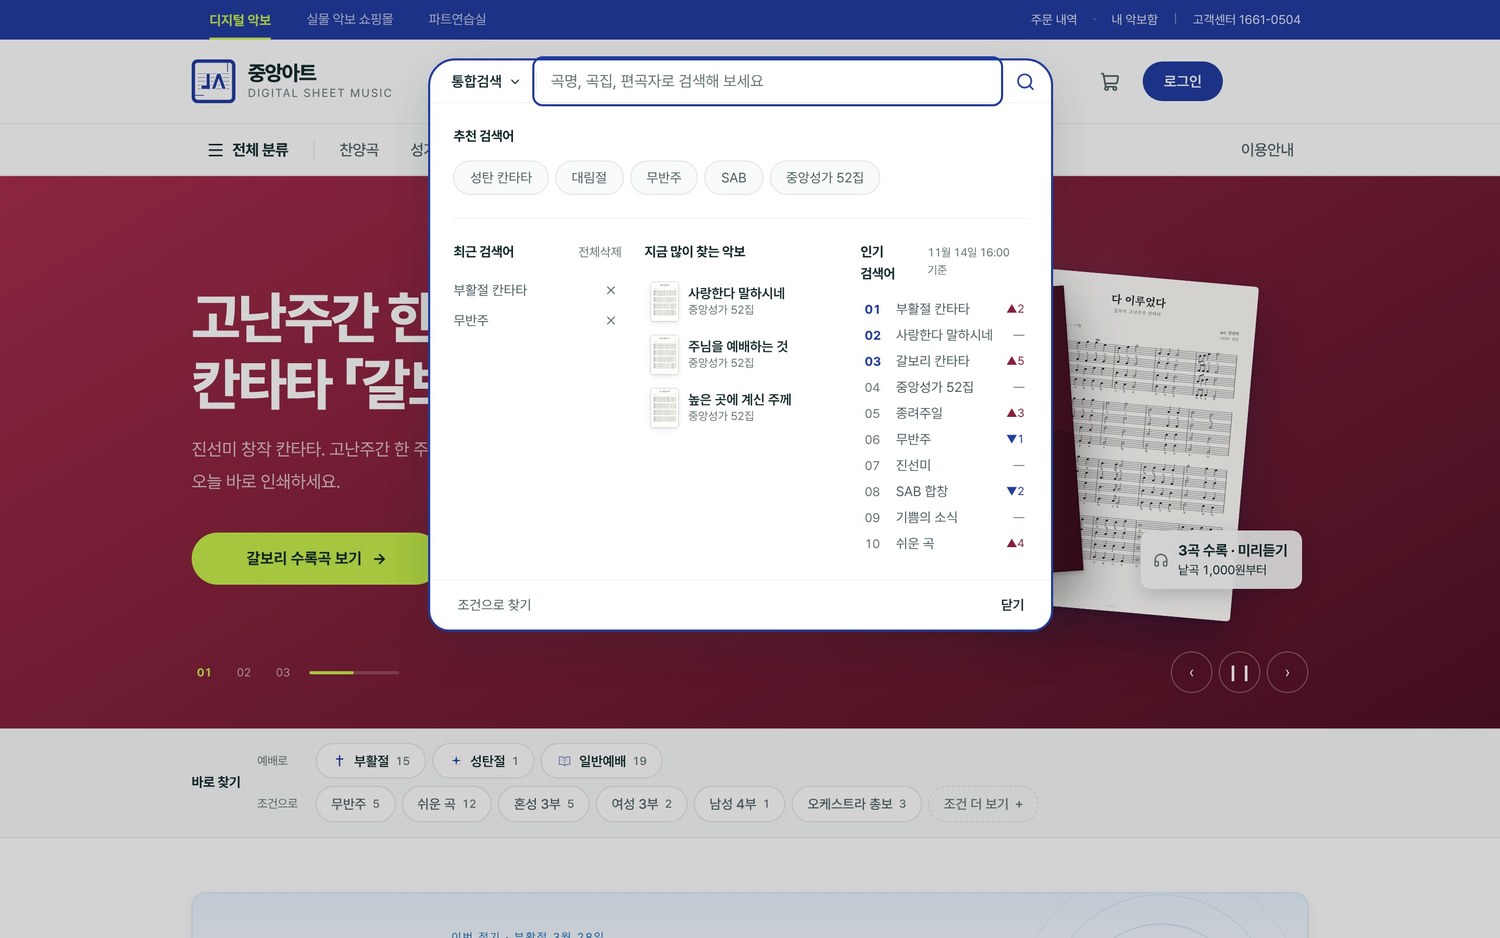 디지털 악보
실물 악보 쇼핑몰
파트연습실
주문 내역 · 내 악보함 | 고객센터 1661-0504
JA
중앙아트
DIGITAL SHEET MUSIC
통합검색
곡명, 곡집, 편곡자로 검색해 보세요
로그인
전체 분류
찬양곡
이용안내
추천 검색어
성탄 칸타타
대림절
무반주
SAB
중앙성가 52집
최근 검색어
전체삭제
부활절 칸타타 ×
무반주 ×
지금 많이 찾는 악보
사랑한다 말하시네
중앙성가 52집
주님을 예배하는 것
중앙성가 52집
높은 곳에 계신 주께
중앙성가 52집
인기
검색어
11월 14일 16:00
기준
01 부활절 칸타타 ▲2
02 사랑한다 말하시네 —
03 갈보리 칸타타 ▲5
04 중앙성가 52집 —
05 종려주일 ▲3
06 무반주 ▼1
07 진선미 —
08 SAB 합창 ▼2
09 기쁨의 소식 —
10 쉬운 곡 ▲4
조건으로 찾기
닫기
고난주간 한
칸타타 「갈보
진선미 창작 칸타타. 고난주간 한 주
오늘 바로 인쇄하세요.
갈보리 수록곡 보기 →
다 이루었다
3곡 수록 · 미리듣기
낱곡 1,000원부터
01 02 03
바로 찾기
예배로
부활절 15
성탄절 1
일반예배 19
조건으로
무반주 5
쉬운 곡 12
혼성 3부 5
여성 3부 2
남성 4부 1
오케스트라 총보 3
조건 더 보기 +
이번 절기 · 부활절 3월 28일